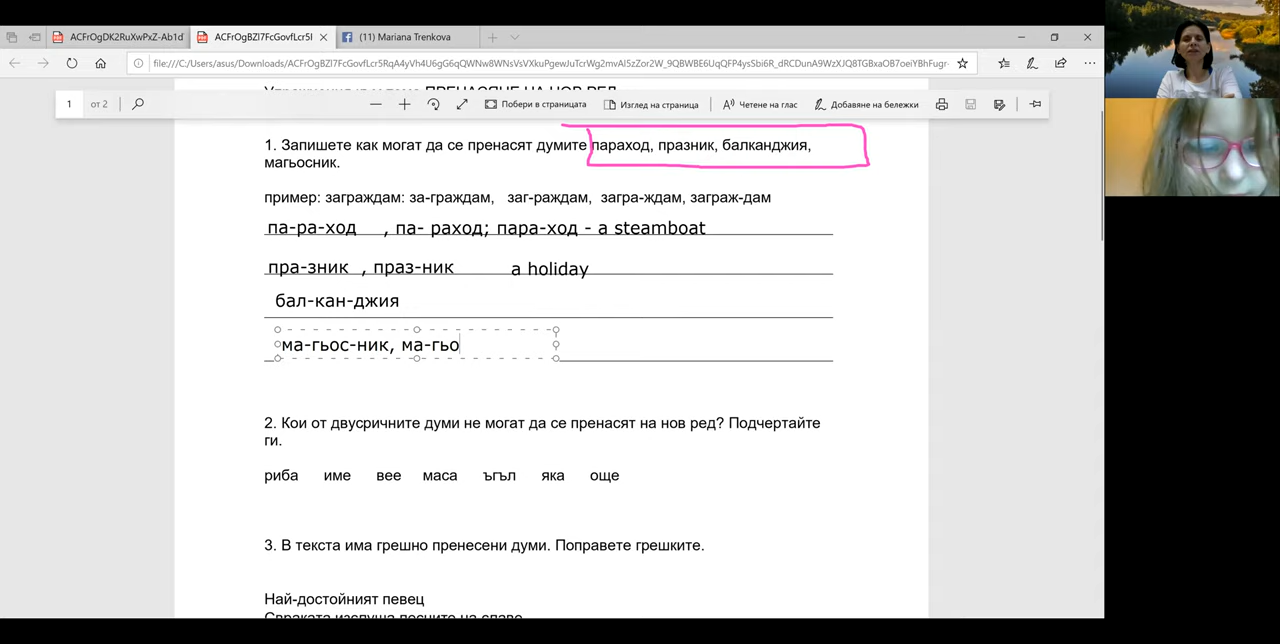 ACFrOgDK2RuXwPxZ-Ab1d
ACFrOgBZI7FcGovfLcr5l
(11) Mariana Trenkova
1 от 2
Побери в страницата
Изглед на страница
Четене на глас
Добавяне на бележки
1. Запишете как могат да се пренасят думите параход, празник, балканджия,
магьосник.
пример: заграждам: за-граждам, заг-раждам, загра-ждам, заграж-дам
па-ра-ход , па- раход; пара-ход - a steamboat
пра-зник , праз-ник a holiday
бал-кан-джия
ма-гьос-ник, ма-гьо
2. Кои от двусричните думи не могат да се пренасят на нов ред? Подчертайте
ги.
риба име вее маса ъгъл яка още
3. В текста има грешно пренесени думи. Поправете грешките.
Най-достойният певец